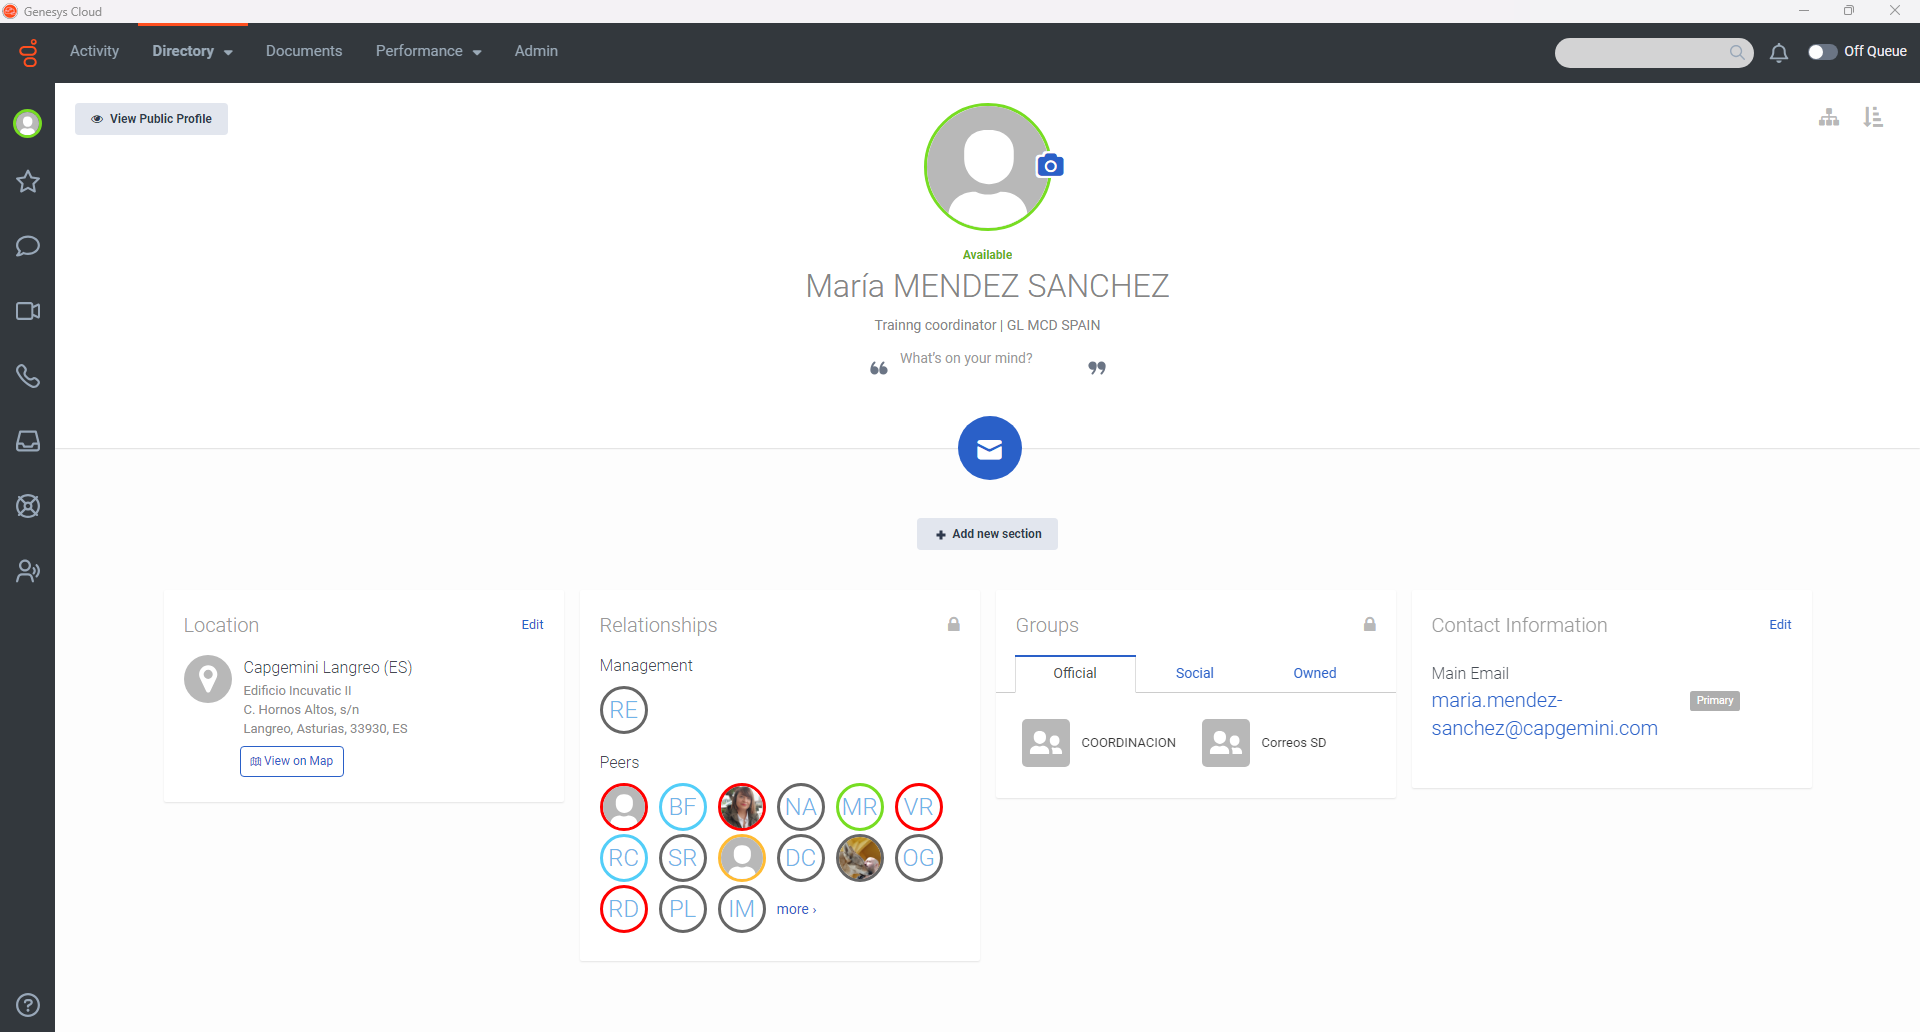 Genesys Cloud
Activity
Directory
Documents
Performance
Admin
Off Queue
View Public Profile
Available
María MENDEZ SANCHEZ
Trainng coordinator | GL MCD SPAIN
“ What's on your mind? ”
Add new section
Location
Edit
Capgemini Langreo (ES)
Edificio Incuvatic II
C. Hornos Altos, s/n
Langreo, Asturias, 33930, ES
View on Map
Relationships
Management
RE
Peers
BF NA MR VR
RC SR DC OG
RD PL IM more ›
Groups
Official Social Owned
COORDINACION Correos SD
Contact Information
Edit
Main Email
maria.mendez-
sanchez@capgemini.com
Primary